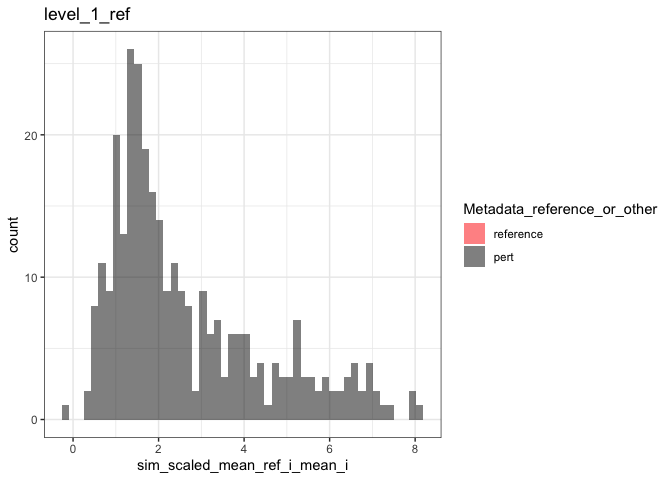 level_1_ref
20
10
0
count
0
2
4
6
8
sim_scaled_mean_ref_i_mean_i
Metadata_reference_or_other
reference
pert